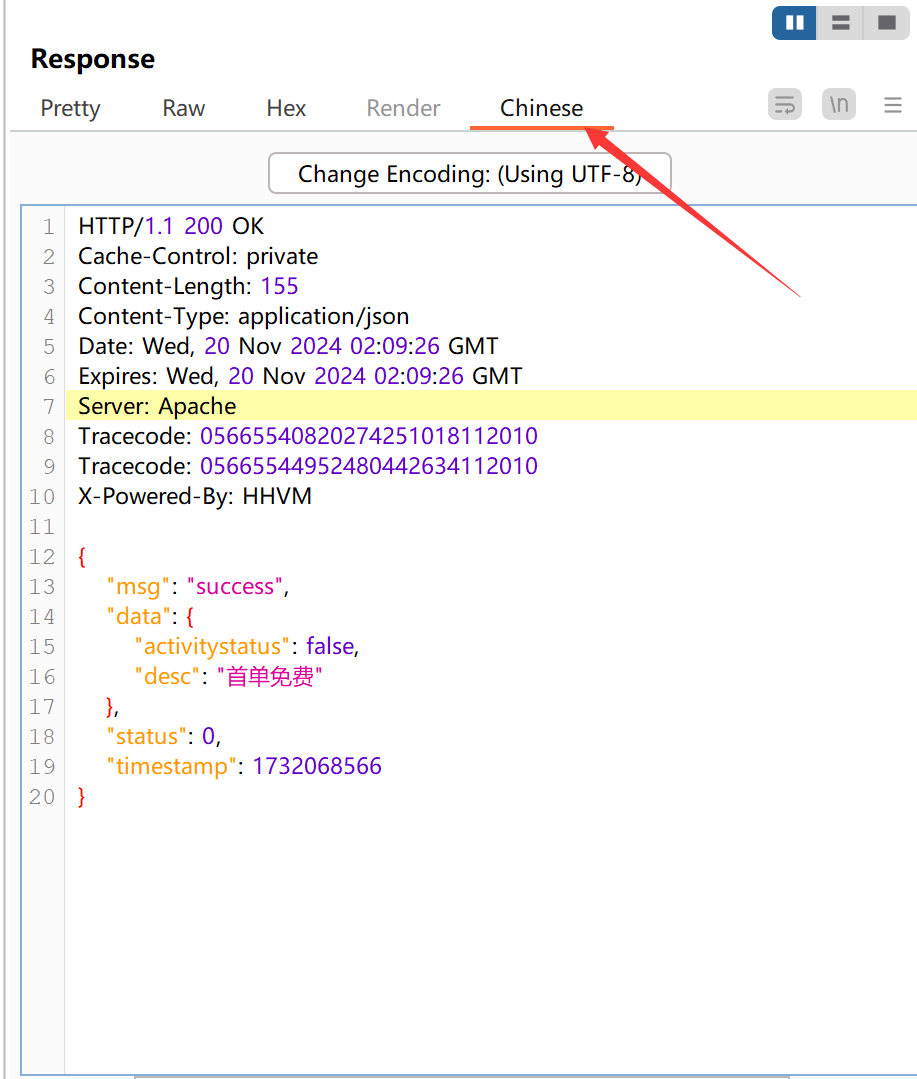 Response
Pretty Raw Hex Render Chinese \n
Change Encoding: (Using UTF-8)
1 HTTP/1.1 200 OK
2 Cache-Control: private
3 Content-Length: 155
4 Content-Type: application/json
5 Date: Wed, 20 Nov 2024 02:09:26 GMT
6 Expires: Wed, 20 Nov 2024 02:09:26 GMT
7 Server: Apache
8 Tracecode: 05665540820274251018112010
9 Tracecode: 05665544952480442634112010
10 X-Powered-By: HHVM
11
12 {
13 "msg": "success",
14 "data": {
15 "activitystatus": false,
16 "desc": "首单免费"
17 },
18 "status": 0,
19 "timestamp": 1732068566
20 }